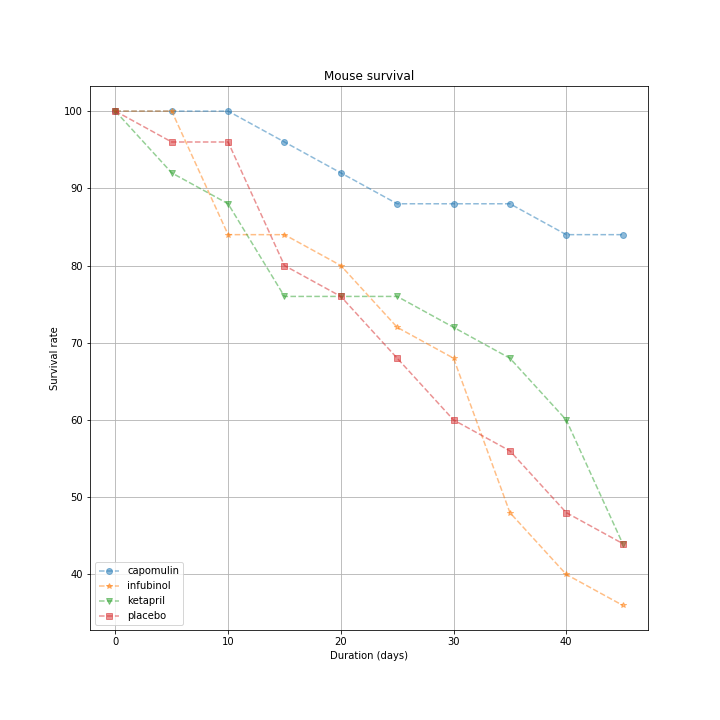 Mouse survival
100
90
80
70
60
50
40
Survival rate
capomulin
infubinol
ketapril
placebo
0
10
20
30
40
Duration (days)